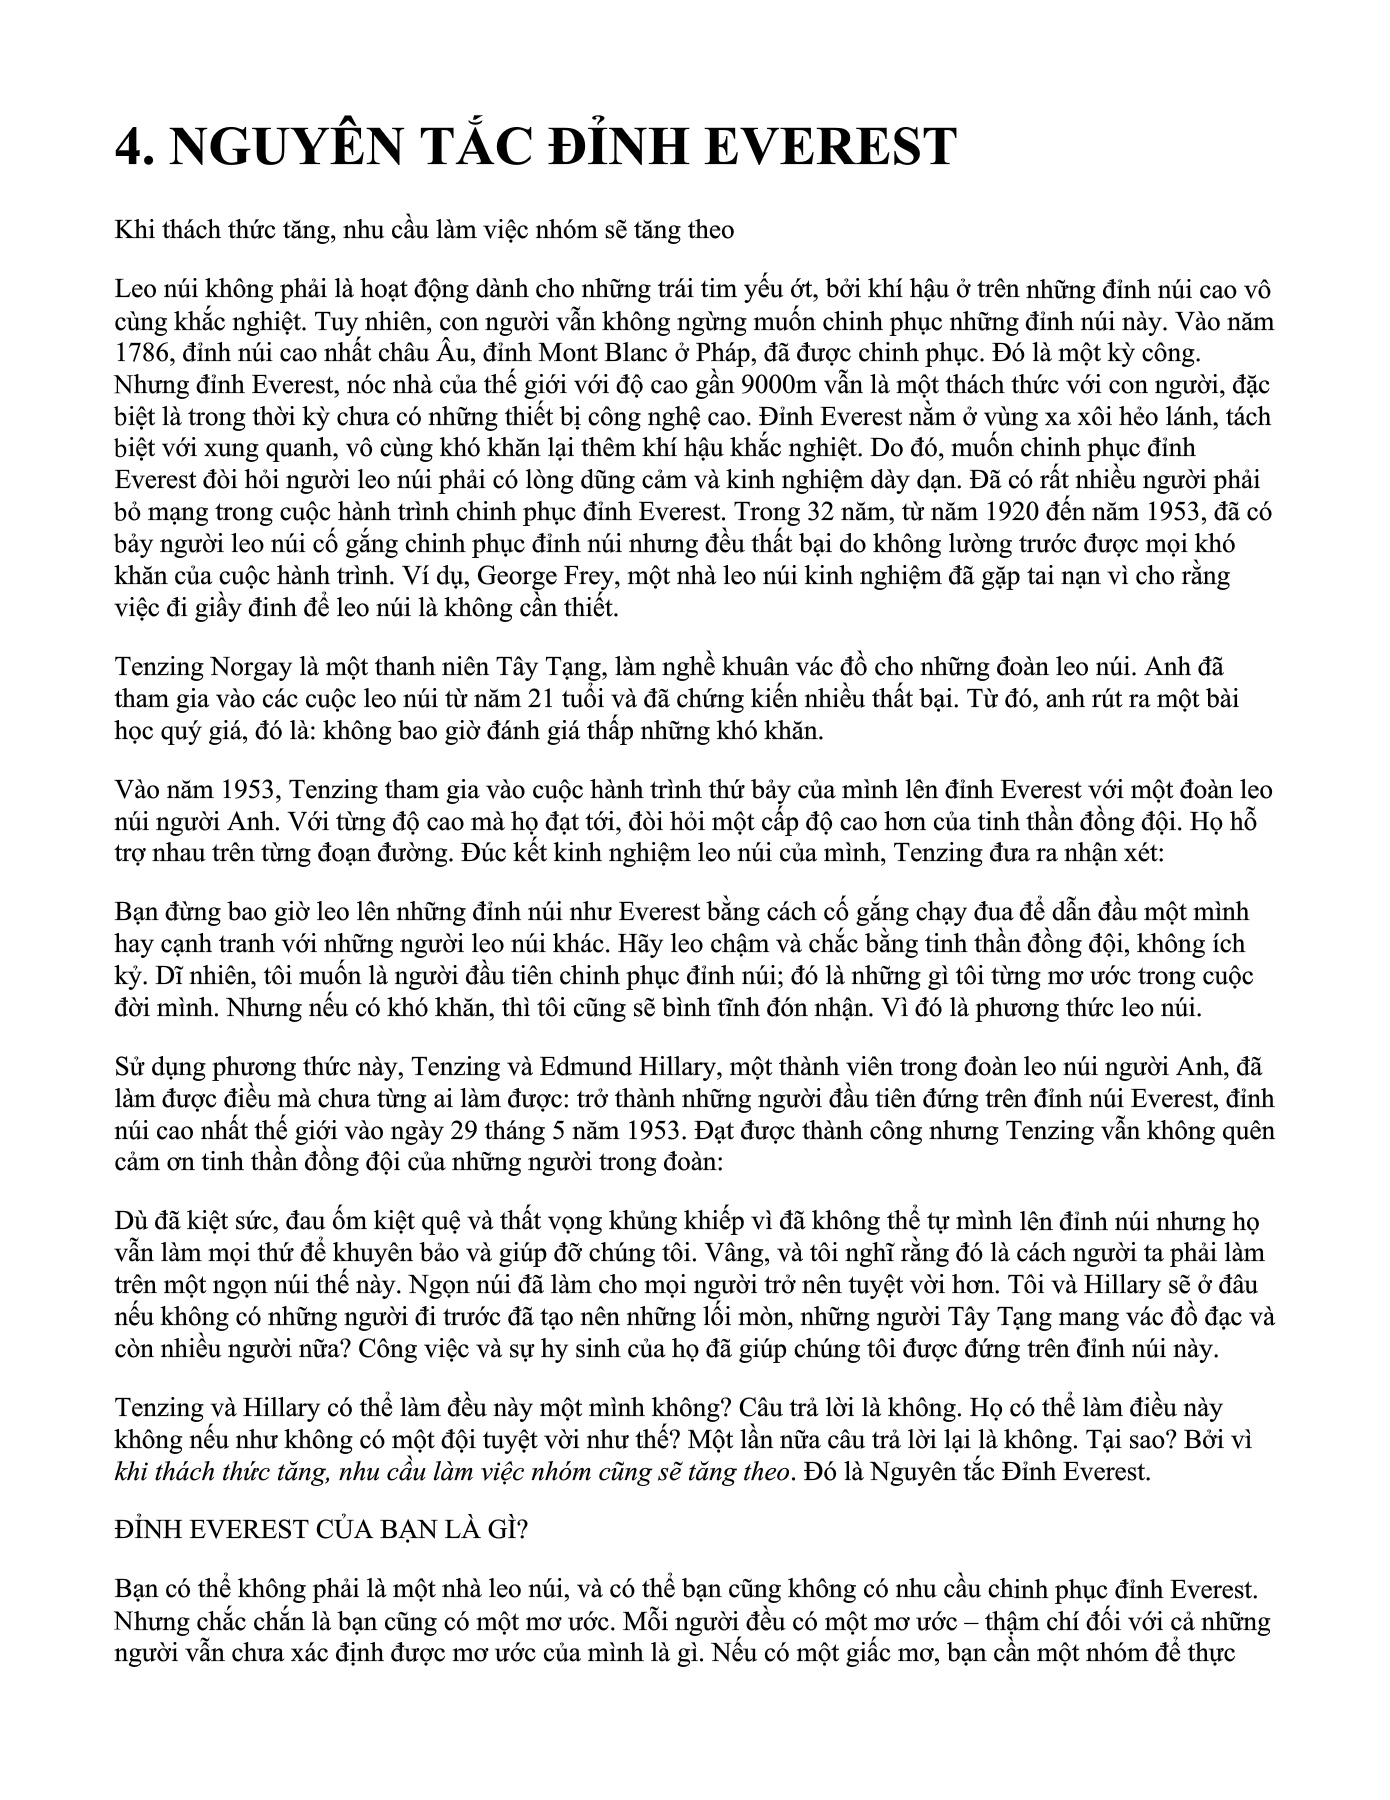 4. NGUYÊN TẮC ĐỈNH EVEREST
Khi thách thức tăng, nhu cầu làm việc nhóm sẽ tăng theo
Leo núi không phải là hoạt động dành cho những trái tim yếu ớt, bởi khí hậu ở trên những đỉnh núi cao vô
cùng khắc nghiệt. Tuy nhiên, con người vẫn không ngừng muốn chinh phục những đỉnh núi này. Vào năm
1786, đỉnh núi cao nhất châu Âu, đỉnh Mont Blanc ở Pháp, đã được chinh phục. Đó là một kỳ công.
Nhưng đỉnh Everest, nóc nhà của thế giới với độ cao gần 9000m vẫn là một thách thức với con người, đặc
biệt là trong thời kỳ chưa có những thiết bị công nghệ cao. Đỉnh Everest nằm ở vùng xa xôi hẻo lánh, tách
biệt với xung quanh, vô cùng khó khăn lại thêm khí hậu khắc nghiệt. Do đó, muốn chinh phục đỉnh
Everest đòi hỏi người leo núi phải có lòng dũng cảm và kinh nghiệm dày dạn. Đã có rất nhiều người phải
bỏ mạng trong cuộc hành trình chinh phục đỉnh Everest. Trong 32 năm, từ năm 1920 đến năm 1953, đã có
bảy người leo núi cố gắng chinh phục đỉnh núi nhưng đều thất bại do không lường trước được mọi khó
khăn của cuộc hành trình. Ví dụ, George Frey, một nhà leo núi kinh nghiệm đã gặp tai nạn vì cho rằng
việc đi giầy đinh để leo núi là không cần thiết.
Tenzing Norgay là một thanh niên Tây Tạng, làm nghề khuân vác đồ cho những đoàn leo núi. Anh đã
tham gia vào các cuộc leo núi từ năm 21 tuổi và đã chứng kiến nhiều thất bại. Từ đó, anh rút ra một bài
học quý giá, đó là: không bao giờ đánh giá thấp những khó khăn.
Vào năm 1953, Tenzing tham gia vào cuộc hành trình thứ bảy của mình lên đỉnh Everest với một đoàn leo
núi người Anh. Với từng độ cao mà họ đạt tới, đòi hỏi một cấp độ cao hơn của tinh thần đồng đội. Họ hỗ
trợ nhau trên từng đoạn đường. Đúc kết kinh nghiệm leo núi của mình, Tenzing đưa ra nhận xét:
Bạn đừng bao giờ leo lên những đỉnh núi như Everest bằng cách cố gắng chạy đua để dẫn đầu một mình
hay cạnh tranh với những người leo núi khác. Hãy leo chậm và chắc bằng tinh thần đồng đội, không ích
kỷ. Dĩ nhiên, tôi muốn là người đầu tiên chinh phục đỉnh núi; đó là những gì tôi từng mơ ước trong cuộc
đời mình. Nhưng nếu có khó khăn, thì tôi cũng sẽ bình tĩnh đón nhận. Vì đó là phương thức leo núi.
Sử dụng phương thức này, Tenzing và Edmund Hillary, một thành viên trong đoàn leo núi người Anh, đã
làm được điều mà chưa từng ai làm được: trở thành những người đầu tiên đứng trên đỉnh núi Everest, đỉnh
núi cao nhất thế giới vào ngày 29 tháng 5 năm 1953. Đạt được thành công nhưng Tenzing vẫn không quên
cảm ơn tinh thần đồng đội của những người trong đoàn:
Dù đã kiệt sức, đau ốm kiệt quệ và thất vọng khủng khiếp vì đã không thể tự mình lên đỉnh núi nhưng họ
vẫn làm mọi thứ để khuyên bảo và giúp đỡ chúng tôi. Vâng, và tôi nghĩ rằng đó là cách người ta phải làm
trên một ngọn núi thế này. Ngọn núi đã làm cho mọi người trở nên tuyệt vời hơn. Tôi và Hillary sẽ ở đâu
nếu không có những người đi trước đã tạo nên những lối mòn, những người Tây Tạng mang vác đồ đạc và
còn nhiều người nữa? Công việc và sự hy sinh của họ đã giúp chúng tôi được đứng trên đỉnh núi này.
Tenzing và Hillary có thể làm đều này một mình không? Câu trả lời là không. Họ có thể làm điều này
không nếu như không có một đội tuyệt vời như thế? Một lần nữa câu trả lời lại là không. Tại sao? Bởi vì
khi thách thức tăng, nhu cầu làm việc nhóm cũng sẽ tăng theo. Đó là Nguyên tắc Đỉnh Everest.
ĐỈNH EVEREST CỦA BẠN LÀ GÌ?
Bạn có thể không phải là một nhà leo núi, và có thể bạn cũng không có nhu cầu chinh phục đỉnh Everest.
Nhưng chắc chắn là bạn cũng có một mơ ước. Mỗi người đều có một mơ ước – thậm chí đối với cả những
người vẫn chưa xác định được mơ ước của mình là gì. Nếu có một giấc mơ, bạn cần một nhóm để thực